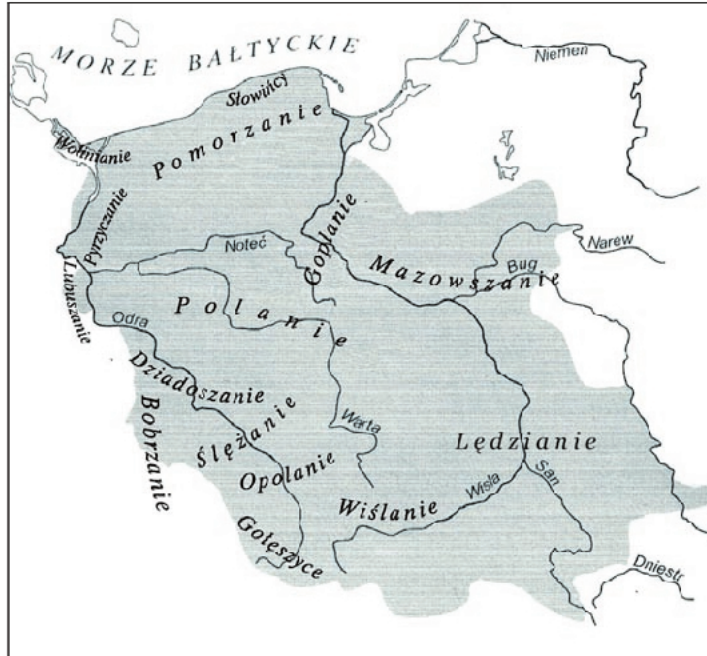 MORZE BAŁTYCKIE
Niemen
Słowińcy
Wolinianie
Pomorzanie
Pyrzyczanie
Goplanie
Noteć
Narew
Mazowszanie
Bug
Lubuszanie
Polanie
Odra
Dziadoszanie
Bobrzanie
Ślężanie
Warta
Lędzianie
Opolanie
San
Wisła
Wiślanie
Gołęszyce
Dniestr